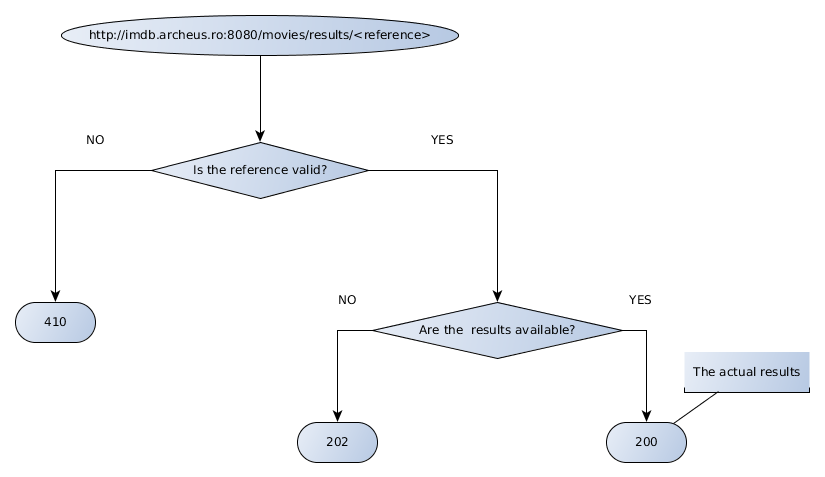 http://imdb.archeus.ro:8080/movies/results/<reference>
NO
YES
Is the reference valid?
410
NO
YES
Are the  results available?
The actual results
202
200